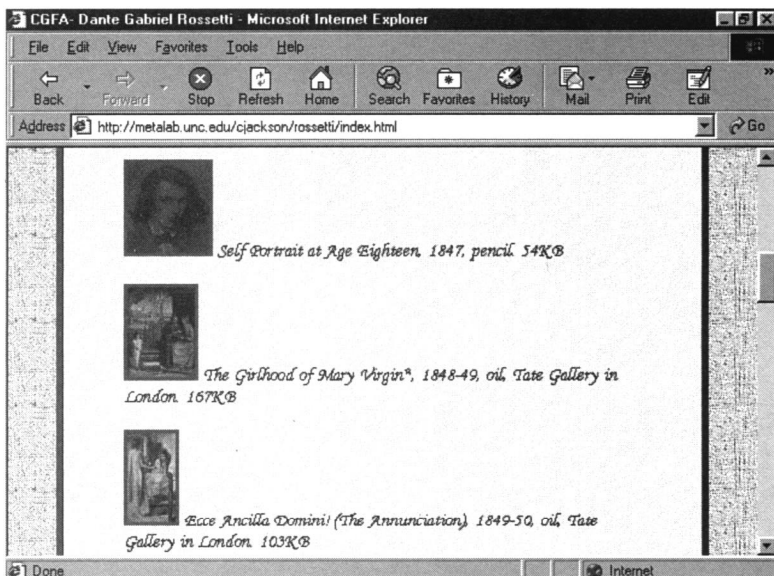 CGFA- Dante Gabriel Rossetti - Microsoft Internet Explorer
File Edit View Favorites Tools Help
Back Forward Stop Refresh Home Search Favorites History Mail Print Edit »
Address http://metalab.unc.edu/cjackson/rossetti/index.html Go
Self Portrait at Age Eighteen, 1847, pencil. 54KB
The Girlhood of Mary Virgin*, 1848-49, oil, Tate Gallery in
London. 167KB
Ecce Ancilla Domini! (The Annunciation), 1849-50, oil, Tate
Gallery in London. 103KB
Done Internet